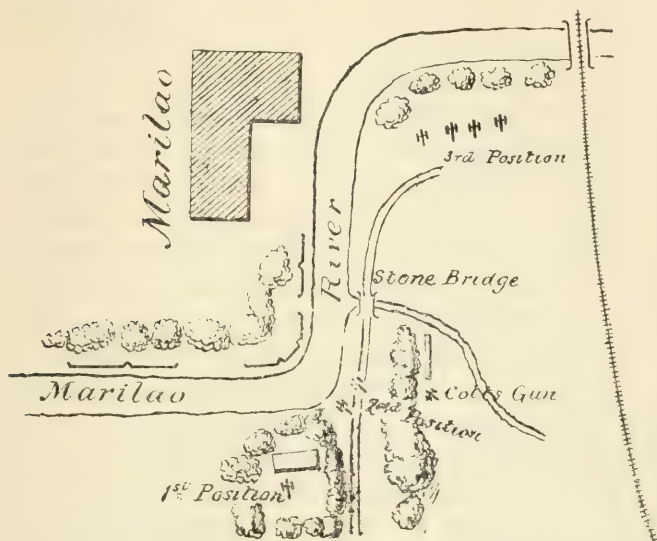 Marilao
3rd Position
River
Stone Bridge
Marilao
Colt's Gun
2nd Position
1st Position